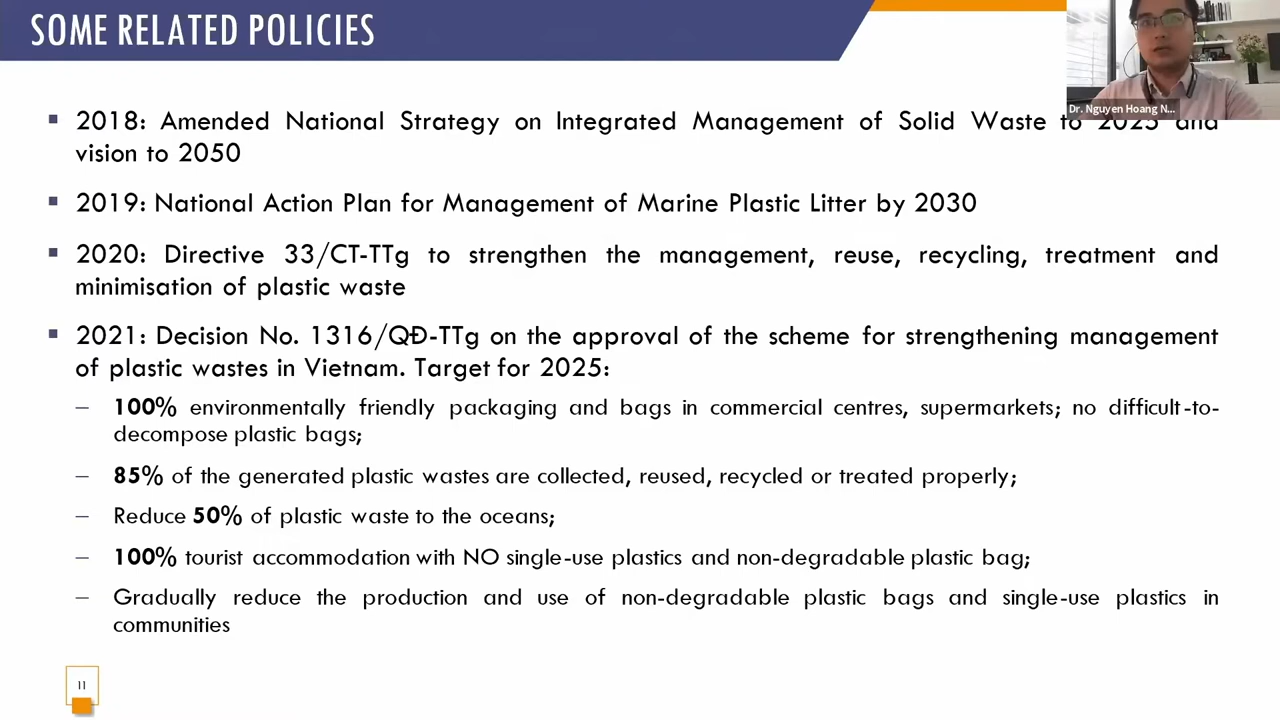 SOME RELATED POLICIES
Dr. Nguyen Hoang N...
▪ 2018: Amended National Strategy on Integrated Management of Solid Waste to 2025 and
vision to 2050
▪ 2019: National Action Plan for Management of Marine Plastic Litter by 2030
▪ 2020: Directive 33/CT-TTg to strengthen the management, reuse, recycling, treatment and
minimisation of plastic waste
▪ 2021: Decision No. 1316/QĐ-TTg on the approval of the scheme for strengthening management
of plastic wastes in Vietnam. Target for 2025:
– 100% environmentally friendly packaging and bags in commercial centres, supermarkets; no difficult-to-
decompose plastic bags;
– 85% of the generated plastic wastes are collected, reused, recycled or treated properly;
– Reduce 50% of plastic waste to the oceans;
– 100% tourist accommodation with NO single-use plastics and non-degradable plastic bag;
– Gradually reduce the production and use of non-degradable plastic bags and single-use plastics in
communities
11